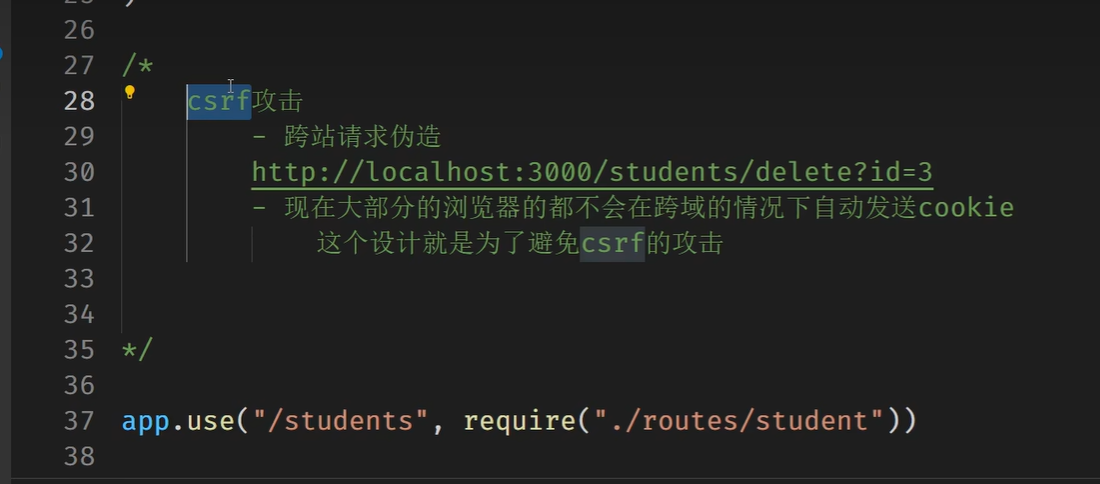 26
27 /*
28 csrf攻击
29 - 跨站请求伪造
30 http://localhost:3000/students/delete?id=3
31 - 现在大部分的浏览器的都不会在跨域的情况下自动发送cookie
32 这个设计就是为了避免csrf的攻击
33
34
35 */
36
37 app.use("/students", require("./routes/student"))
38